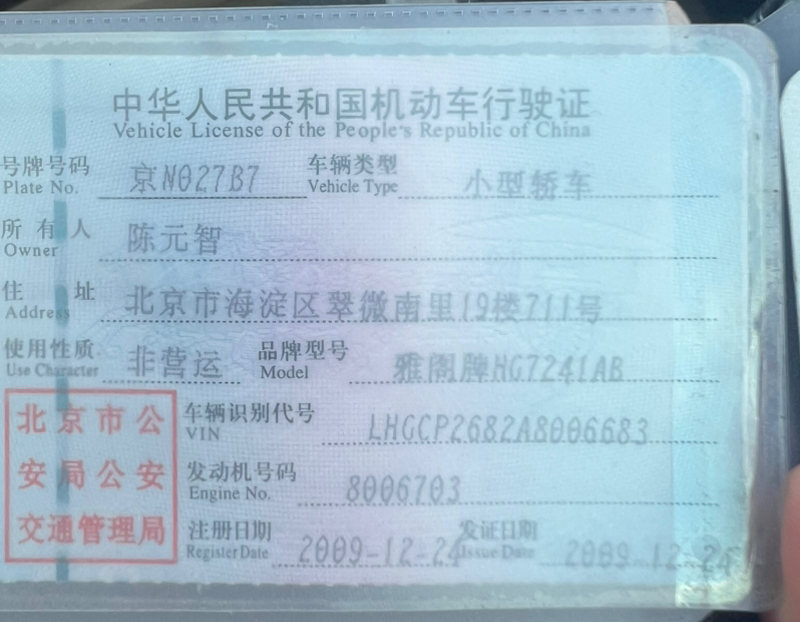 中华人民共和国机动车行驶证
Vehicle License of the People's Republic of China
号牌号码 京N027B7 车辆类型 小型轿车
Plate No. Vehicle Type
所有人 陈元智
Owner
住址 北京市海淀区翠微南里19楼711号
Address
使用性质 非营运 品牌型号 雅阁牌HG7241AB
Use Character Model
北京市公安局公安交通管理局
车辆识别代号 LHGCP2682A8006683
VIN
发动机号码 8006703
Engine No.
注册日期 2009-12-24 发证日期 2009-12-24
Register Date Issue Date